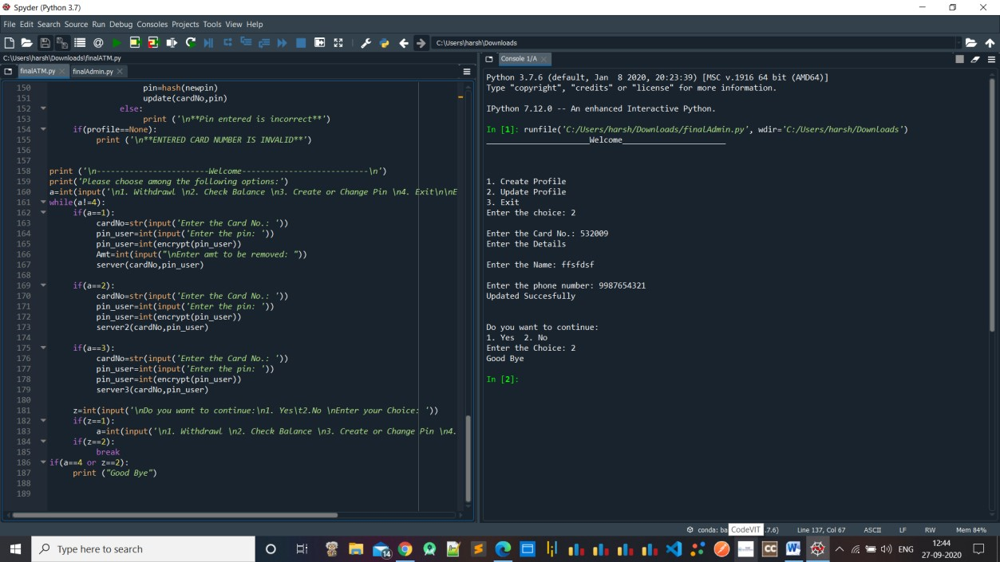 Spyder (Python 3.7)
File Edit Search Source Run Debug Consoles Projects Tools View Help
C:\Users\harsh\Downloads
C:\Users\harsh\Downloads\finalATM.py
finalATM.py
finalAdmin.py
150 pin=hash(newpin)
151 update(cardNo,pin)
152 else:
153 print ('\n**Pin entered is incorrect**')
154 if(profile==None):
155 print ('\n**ENTERED CARD NUMBER IS INVALID**')
156
157
158 print ('\n------------------------Welcome---------------------------\n')
159 print('Please choose among the following options:')
160 a=int(input('\n1. Withdrawl \n2. Check Balance \n3. Create or Change Pin \n4. Exit\n\nE
161 while(a!=4):
162 if(a==1):
163 cardNo=str(input('Enter the Card No.: '))
164 pin_user=int(input('Enter the pin: '))
165 pin_user=int(encrypt(pin_user))
166 Amt=int(input("\nEnter amt to be removed: "))
167 server(cardNo,pin_user)
168
169 if(a==2):
170 cardNo=str(input('Enter the Card No.: '))
171 pin_user=int(input('Enter the pin: '))
172 pin_user=int(encrypt(pin_user))
173 server2(cardNo,pin_user)
174
175 if(a==3):
176 cardNo=str(input('Enter the Card No.: '))
177 pin_user=int(input('Enter the pin: '))
178 pin_user=int(encrypt(pin_user))
179 server3(cardNo,pin_user)
180
181 z=int(input('\nDo you want to continue:\n1. Yes\t2.No \nEnter your Choice: '))
182 if(z==1):
183 a=int(input('\n1. Withdrawl \n2. Check Balance \n3. Create or Change Pin \n4.
184 if(z==2):
185 break
186 if(a==4 or z==2):
187 print ("Good Bye")
188
189
Console 1/A
Python 3.7.6 (default, Jan 8 2020, 20:23:39) [MSC v.1916 64 bit (AMD64)]
Type "copyright", "credits" or "license" for more information.
IPython 7.12.0 -- An enhanced Interactive Python.
In [1]: runfile('C:/Users/harsh/Downloads/finalAdmin.py', wdir='C:/Users/harsh/Downloads')
______________________Welcome______________________
1. Create Profile
2. Update Profile
3. Exit
Enter the choice: 2
Enter the Card No.: 532009
Enter the Details
Enter the Name: ffsfdsf
Enter the phone number: 9987654321
Updated Succesfully
Do you want to continue:
1. Yes 2. No
Enter the Choice: 2
Good Bye
In [2]:
conda: ba CodeVIT .7.6) Line 137, Col 67 ASCII LF RW Mem 84%
Type here to search
14
CC
ENG
12:44
27-09-2020